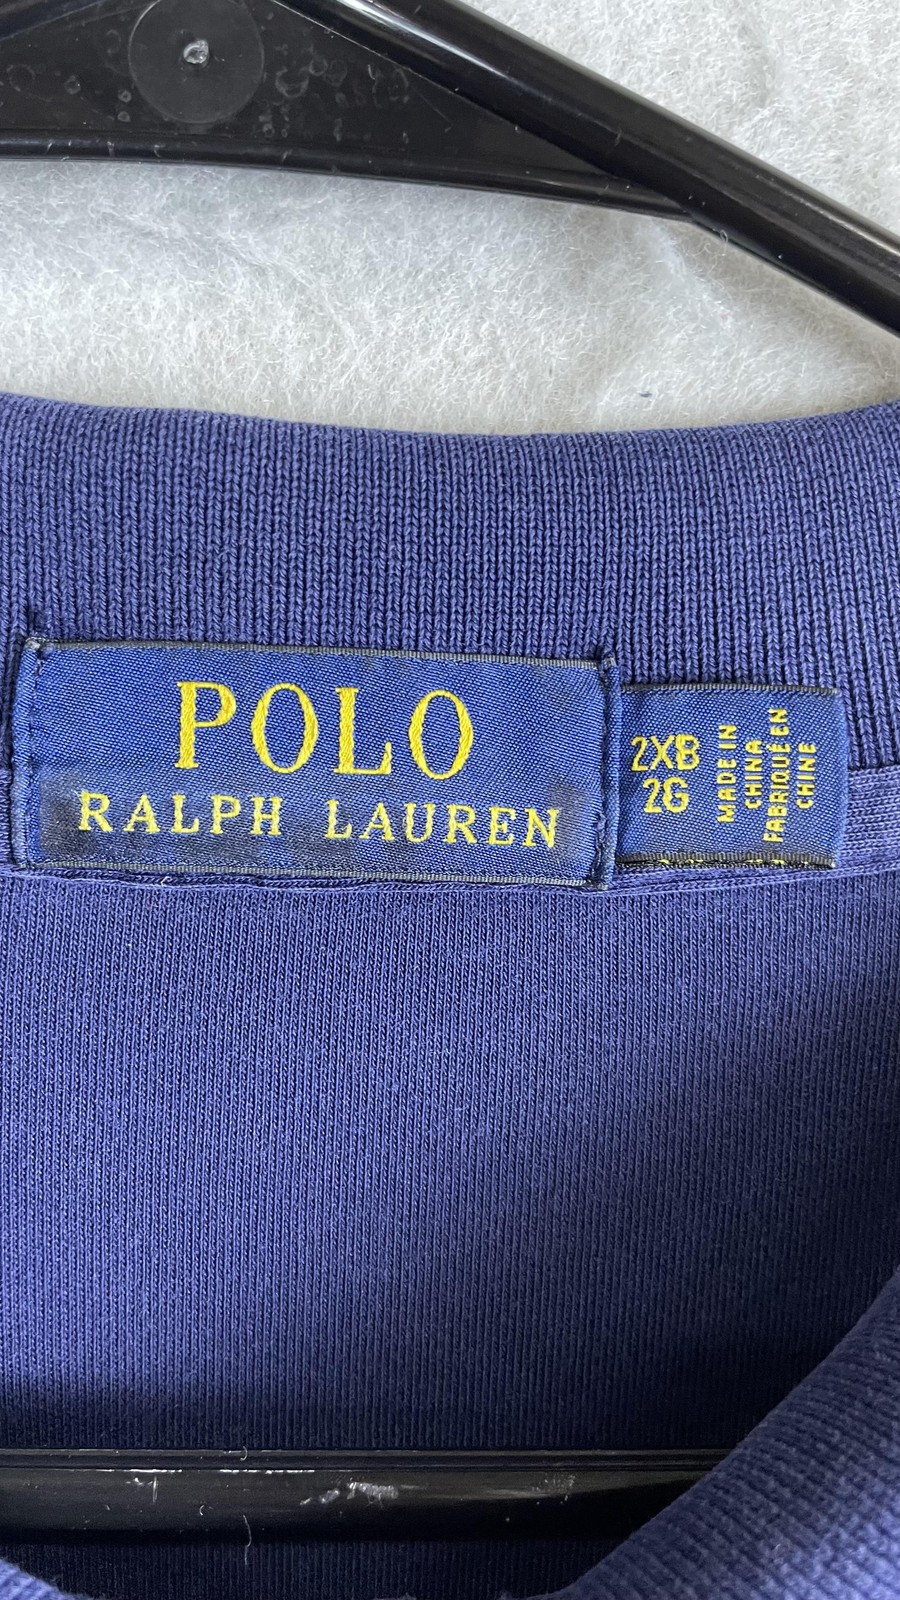 POLO
RALPH LAUREN
2XB
2G
MADE IN
CHINA
FABRIQUÉ EN
CHINE